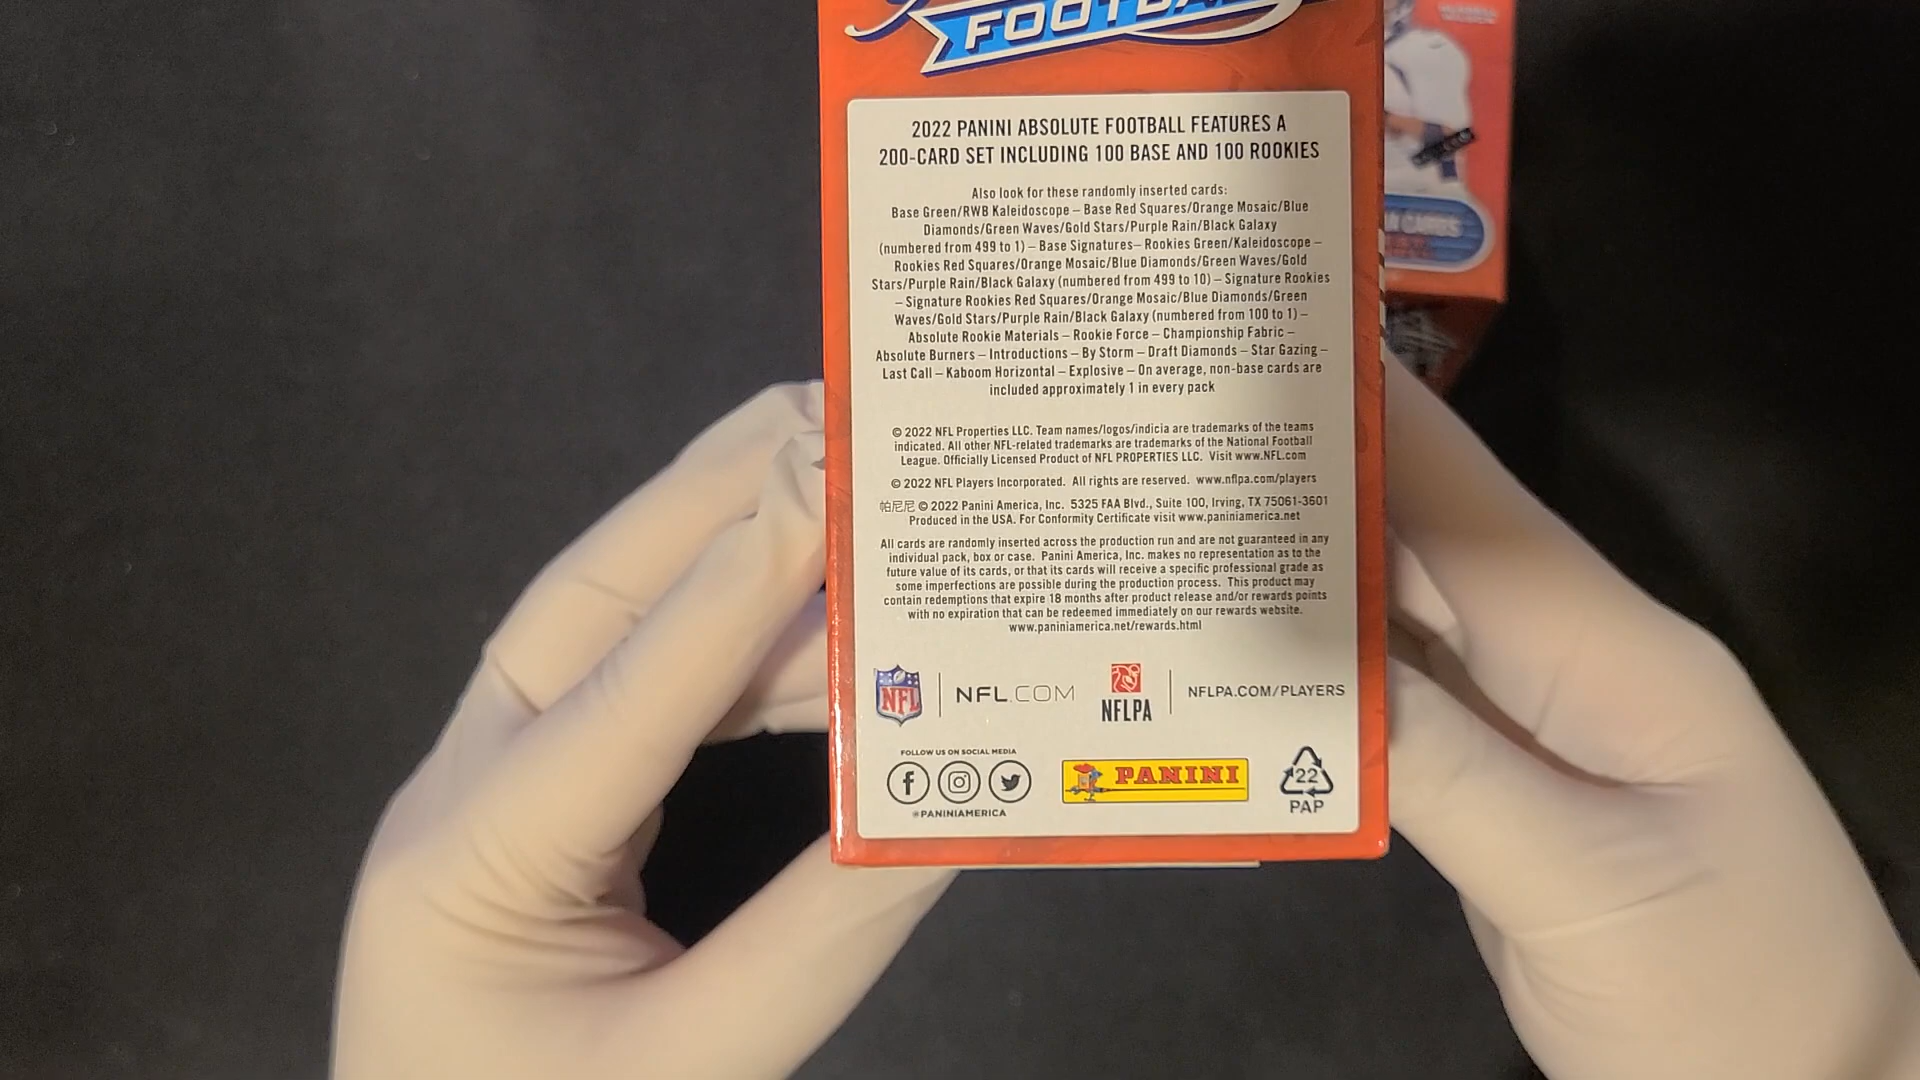 FOOTBA
2022 PANINI ABSOLUTE FOOTBALL FEATURES A
200-CARD SET INCLUDING 100 BASE AND 100 ROOKIES
Also look for these randomly inserted cards:
Base Green/RWB Kaleidoscope – Base Red Squares/Orange Mosaic/Blue
Diamonds/Green Waves/Gold Stars/Purple Rain/Black Galaxy
(numbered from 499 to 1) – Base Signatures– Rookies Green/Kaleidoscope –
Rookies Red Squares/Orange Mosaic/Blue Diamonds/Green Waves/Gold
Stars/Purple Rain/Black Galaxy (numbered from 499 to 10) – Signature Rookies
– Signature Rookies Red Squares/Orange Mosaic/Blue Diamonds/Green
Waves/Gold Stars/Purple Rain/Black Galaxy (numbered from 100 to 1) –
Absolute Rookie Materials – Rookie Force – Championship Fabric –
Absolute Burners – Introductions – By Storm – Draft Diamonds – Star Gazing –
Last Call – Kaboom Horizontal – Explosive – On average, non-base cards are
included approximately 1 in every pack
© 2022 NFL Properties LLC. Team names/logos/indicia are trademarks of the teams
indicated. All other NFL-related trademarks are trademarks of the National Football
League. Officially Licensed Product of NFL PROPERTIES LLC. Visit www.NFL.com
© 2022 NFL Players Incorporated. All rights are reserved. www.nflpa.com/players
帕尼尼 © 2022 Panini America, Inc. 5325 FAA Blvd., Suite 100, Irving, TX 75061-3601
Produced in the USA. For Conformity Certificate visit www.paniniamerica.net
All cards are randomly inserted across the production run and are not guaranteed in any
individual pack, box or case. Panini America, Inc. makes no representation as to the
future value of its cards, or that its cards will receive a specific professional grade as
some imperfections are possible during the production process. This product may
contain redemptions that expire 18 months after product release and/or rewards points
with no expiration that can be redeemed immediately on our rewards website.
www.paniniamerica.net/rewards.html
NFL NFL.COM NFLPA NFLPA.COM/PLAYERS
FOLLOW US ON SOCIAL MEDIA
@PANINIAMERICA
PANINI
22
PAP
CARDS